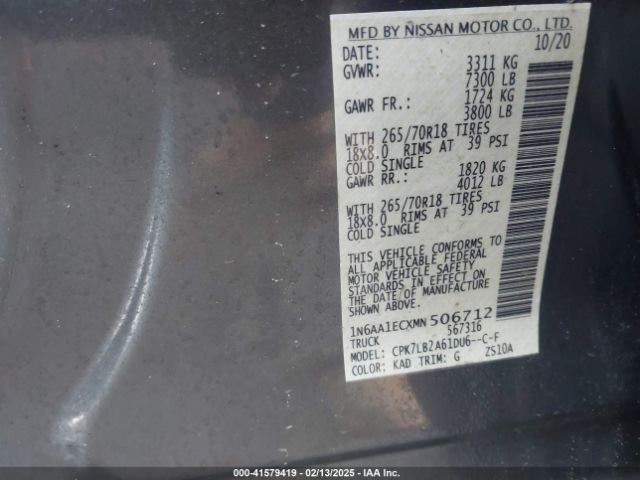 MFD BY NISSAN MOTOR CO., LTD.
DATE: 10/20
GVWR: 3311 KG
7300 LB
GAWR FR.: 1724 KG
3800 LB
WITH 265/70R18 TIRES
18X8.0 RIMS AT 39 PSI
COLD SINGLE
GAWR RR.: 1820 KG
4012 LB
WITH 265/70R18 TIRES
18X8.0 RIMS AT 39 PSI
COLD SINGLE
THIS VEHICLE CONFORMS TO
ALL APPLICABLE FEDERAL
MOTOR VEHICLE SAFETY
STANDARDS IN EFFECT ON
THE DATE OF MANUFACTURE
SHOWN ABOVE.
1N6AA1ECXMN506712
TRUCK 567316
MODEL: CPK7LB2A61DU6--C-F
COLOR: KAD TRIM: G ZS10A
000-41579419 - 02/13/2025 - IAA Inc.